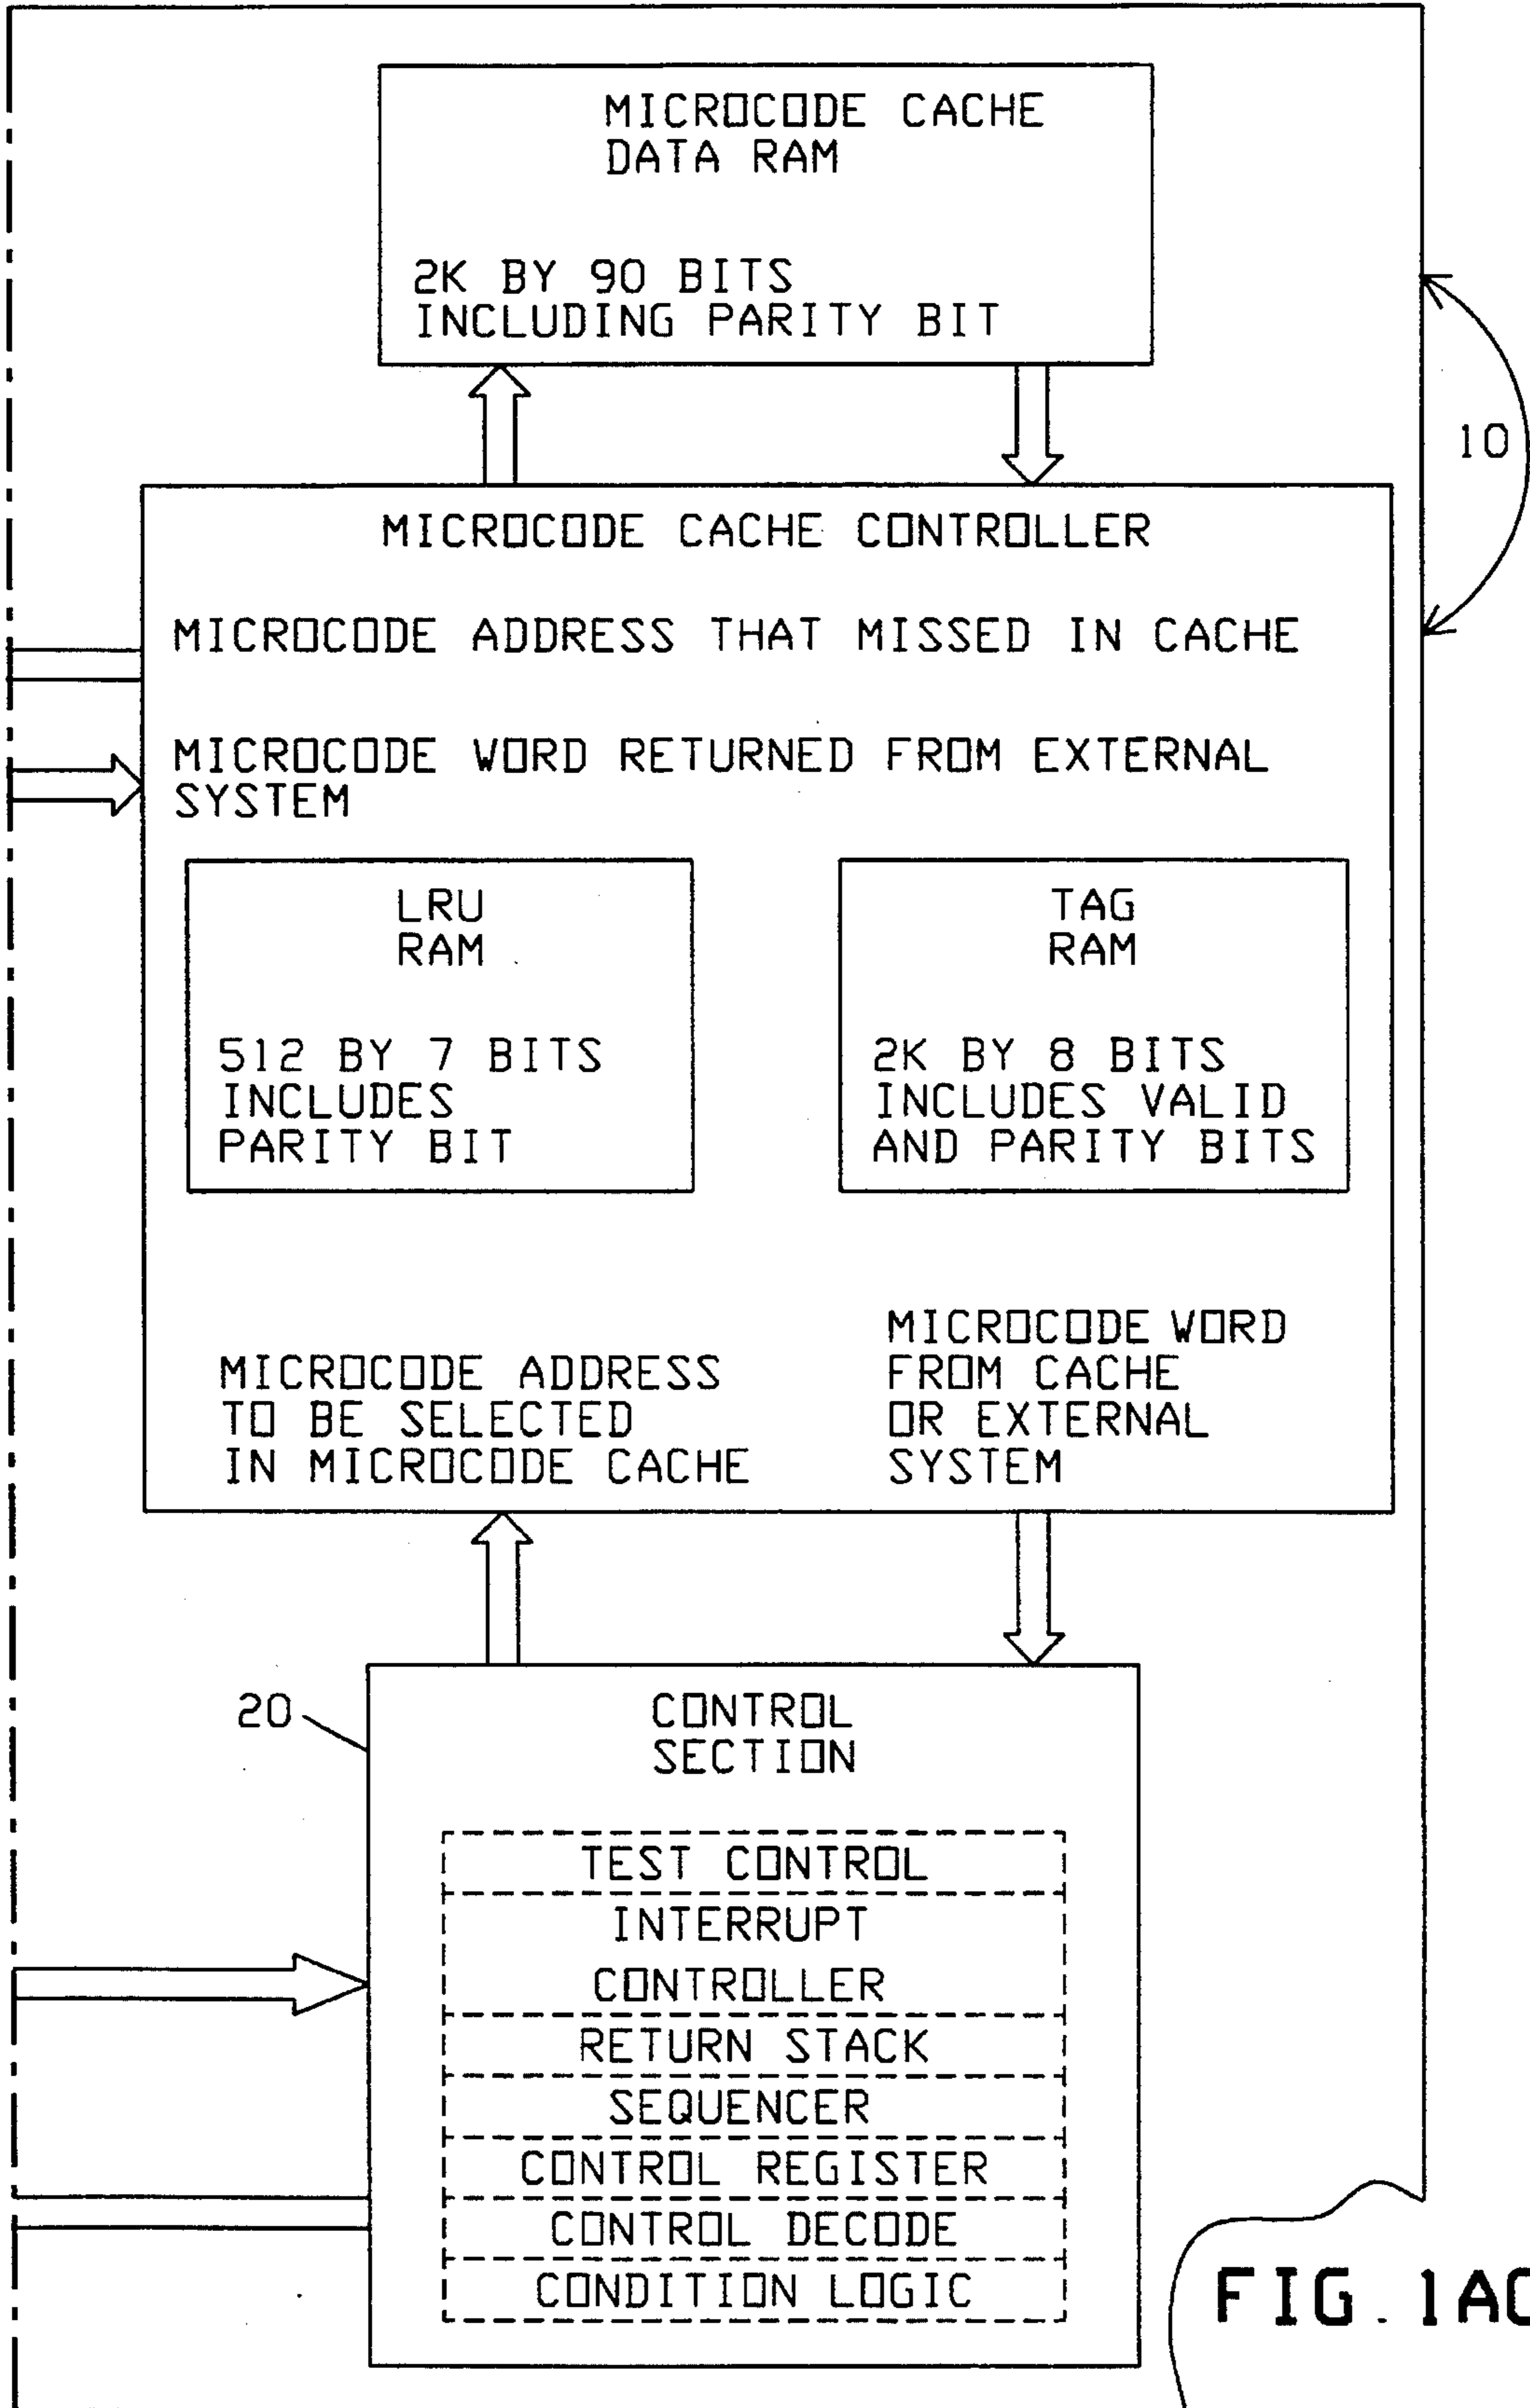 MICROCODE CACHE
DATA RAM
2K BY 90 BITS
INCLUDING PARITY BIT
10
MICROCODE CACHE CONTROLLER
MICROCODE ADDRESS THAT MISSED IN CACHE
MICROCODE WORD RETURNED FROM EXTERNAL
SYSTEM
LRU
RAM
512 BY 7 BITS
INCLUDES
PARITY BIT
TAG
RAM
2K BY 8 BITS
INCLUDES VALID
AND PARITY BITS
MICROCODE ADDRESS
TO BE SELECTED
IN MICROCODE CACHE
MICROCODE WORD
FROM CACHE
OR EXTERNAL
SYSTEM
20
CONTROL
SECTION
TEST CONTROL
INTERRUPT
CONTROLLER
RETURN STACK
SEQUENCER
CONTROL REGISTER
CONTROL DECODE
CONDITION LOGIC
FIG. 1AC